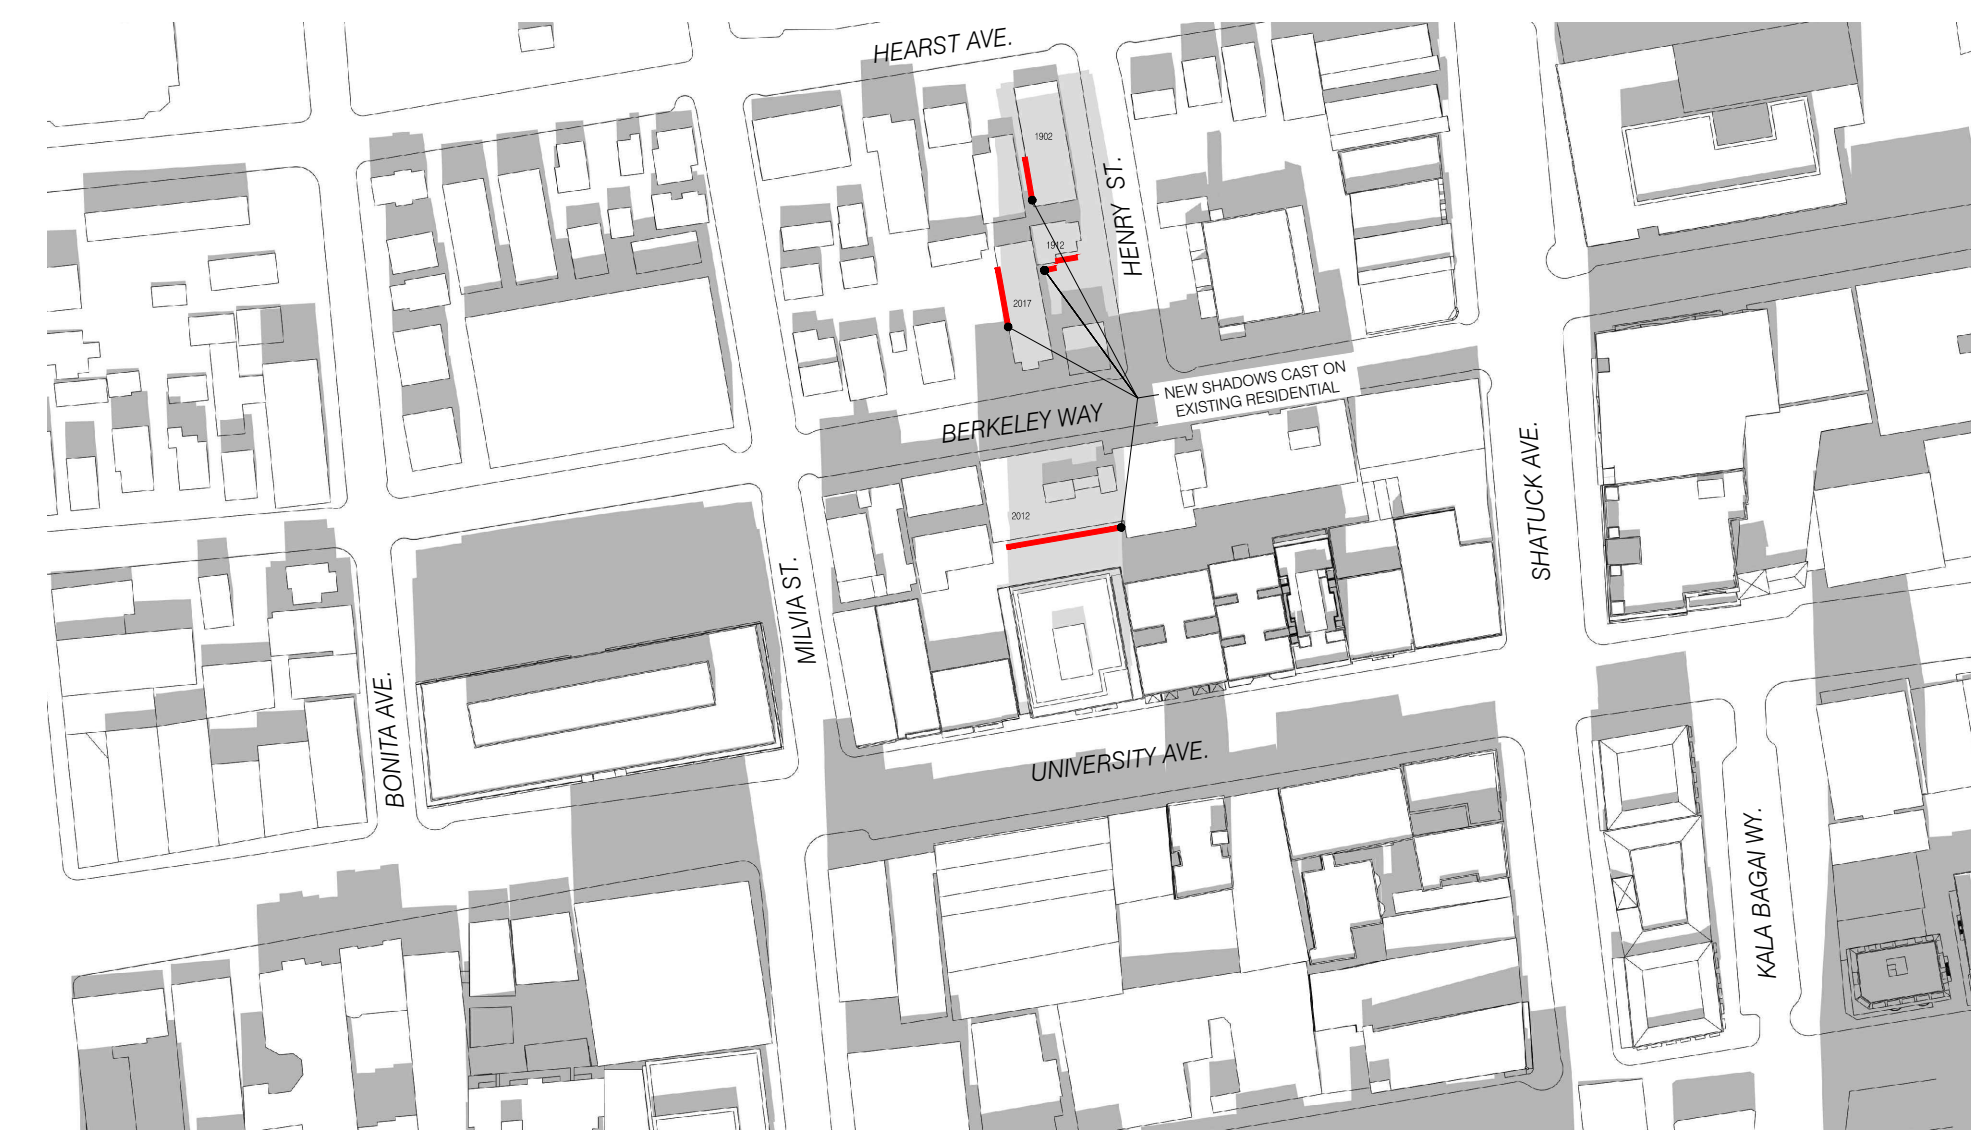 HEARST AVE.
1902
HENRY ST.
1912
2017
NEW SHADOWS CAST ON
EXISTING RESIDENTIAL
BERKELEY WAY
SHATUCK AVE.
2012
MILVIA ST.
BONITA AVE.
UNIVERSITY AVE.
KALA BAGAI WY.